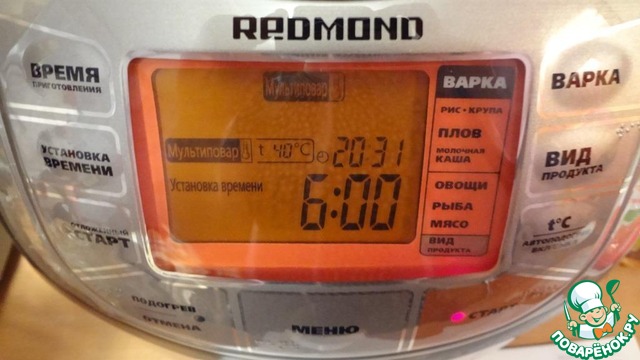 REDMOND
ВРЕМЯ
ПРИГОТОВЛЕНИЯ
УСТАНОВКА
ВРЕМЕНИ
СТАРТ
Мультиповар
Мультиповар t 40°C 20 31
Установка времени
6:00
ВАРКА
РИС • КРУПА
ПЛОВ
МОЛОЧНАЯ
КАША
ОВОЩИ
РЫБА
МЯСО
ВИД
ПРОДУКТА
ВАРКА
ВИД
ПРОДУКТА
t°C
ПОДОГРЕВ
ОТМЕНА
МЕНЮ
СТАРТ
ПОВАРЁНОК.РУ